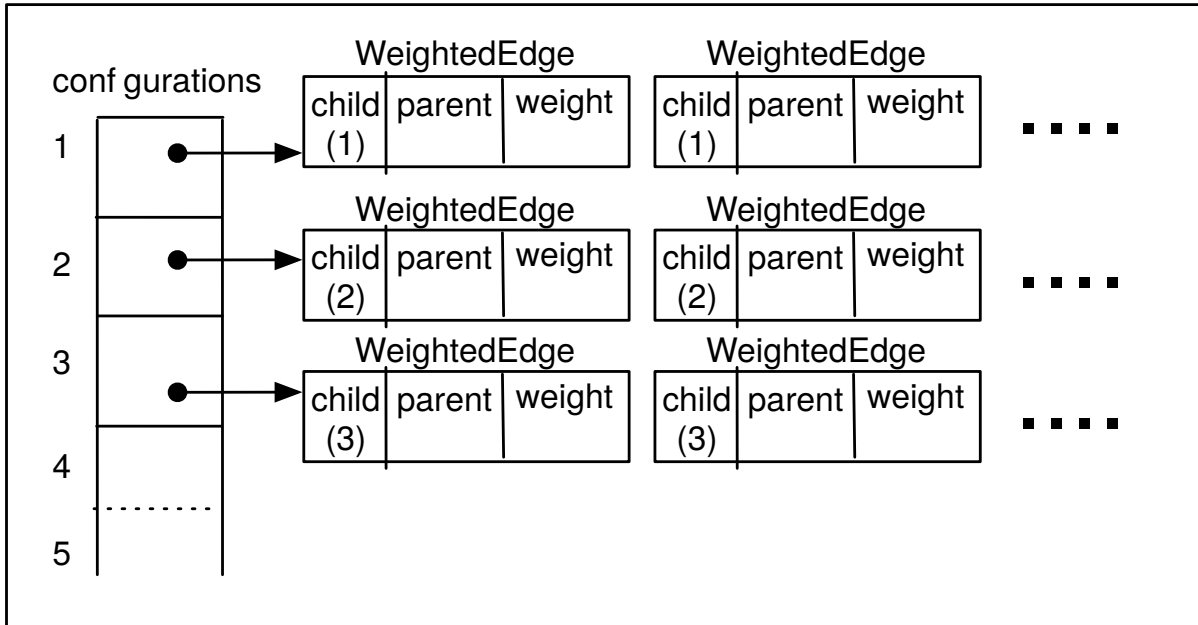 WeightedEdge WeightedEdge
conf gurations
child parent weight child parent weight
1
(1) (1)
WeightedEdge WeightedEdge
2
child parent weight child parent weight
(2) (2)
WeightedEdge WeightedEdge
3
child parent weight child parent weight
(3) (3)
4
5